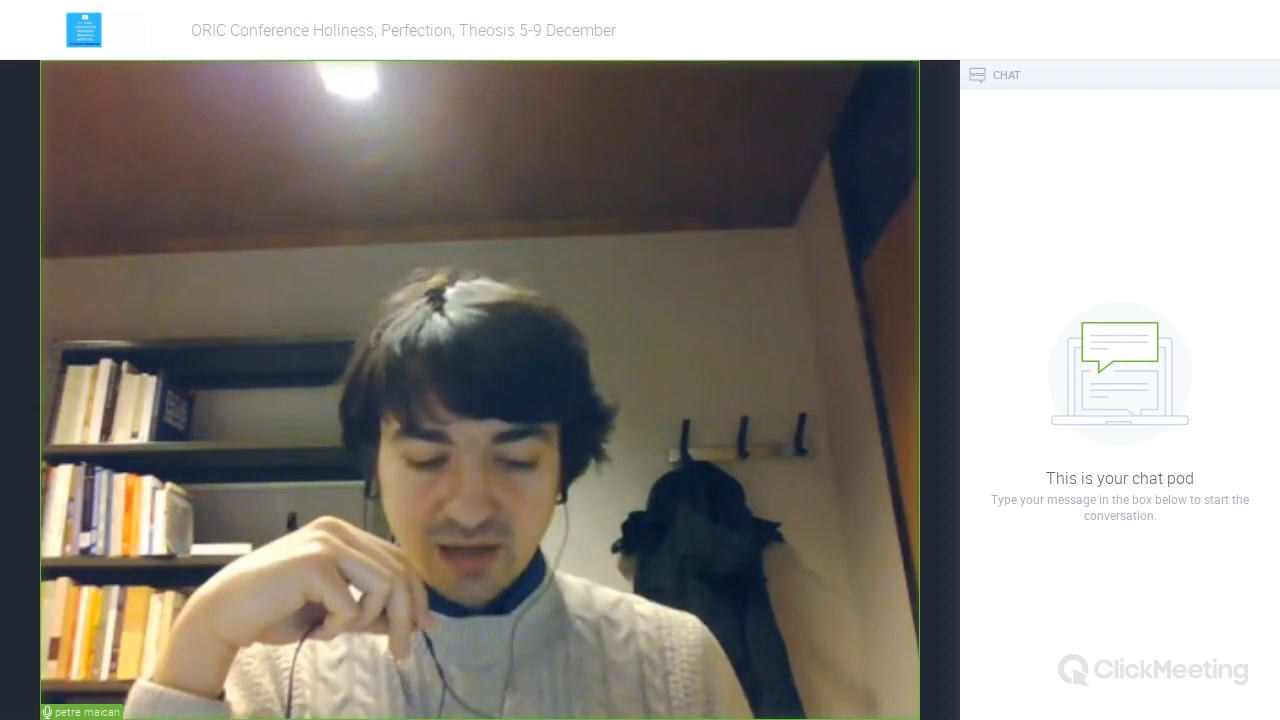 ORIC Conference Holiness, Perfection, Theosis 5-9 December
CHAT
This is your chat pod
Type your message in the box below to start the
conversation.
ClickMeeting
petre maican